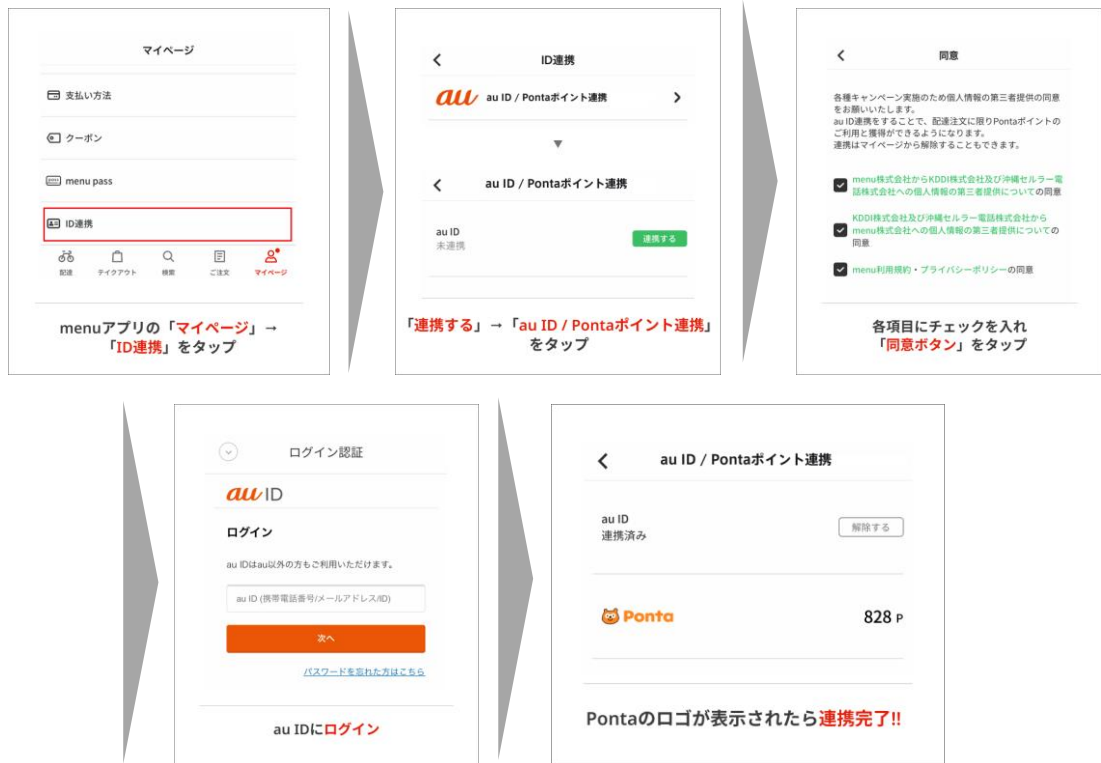 マイページ
支払い方法
クーポン
menu pass
ID連携
配達
テイクアウト
検索
ご注文
マイページ
menuアプリの「マイページ」→
「ID連携」をタップ
ID連携
au au ID / Pontaポイント連携
au ID / Pontaポイント連携
au ID
未連携
連携する
「連携する」→「au ID / Pontaポイント連携」
をタップ
同意
各種キャンペーン実施のため個人情報の第三者提供の同意
をお願いいたします。
au ID連携をすることで、配達注文に限りPontaポイントの
ご利用と獲得ができるようになります。
連携はマイページから解除することもできます。
menu株式会社からKDDI株式会社及び沖縄セルラー電
話株式会社への個人情報の第三者提供についての同意
KDDI株式会社及び沖縄セルラー電話株式会社から
menu株式会社への個人情報の第三者提供についての
同意
menu利用規約・プライバシーポリシーの同意
各項目にチェックを入れ
「同意ボタン」をタップ
ログイン認証
au ID
ログイン
au IDはau以外の方もご利用いただけます。
au ID (携帯電話番号/メールアドレス/ID)
次へ
パスワードを忘れた方はこちら
au IDにログイン
au ID / Pontaポイント連携
au ID
連携済み
解除する
Ponta
828 P
Pontaのロゴが表示されたら連携完了!!